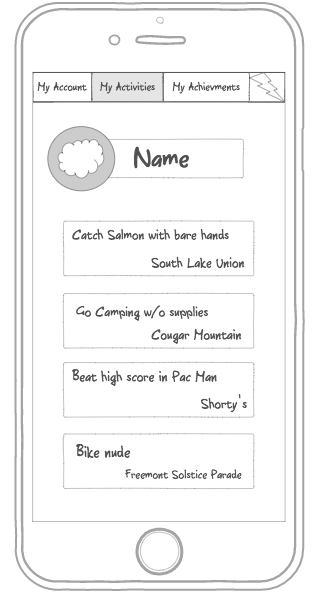 My Account My Activities My Achievments
Name
Catch Salmon with bare hands
South Lake Union
Go Camping w/o supplies
Cougar Mountain
Beat high score in Pac Man
Shorty's
Bike nude
Freemont Solstice Parade